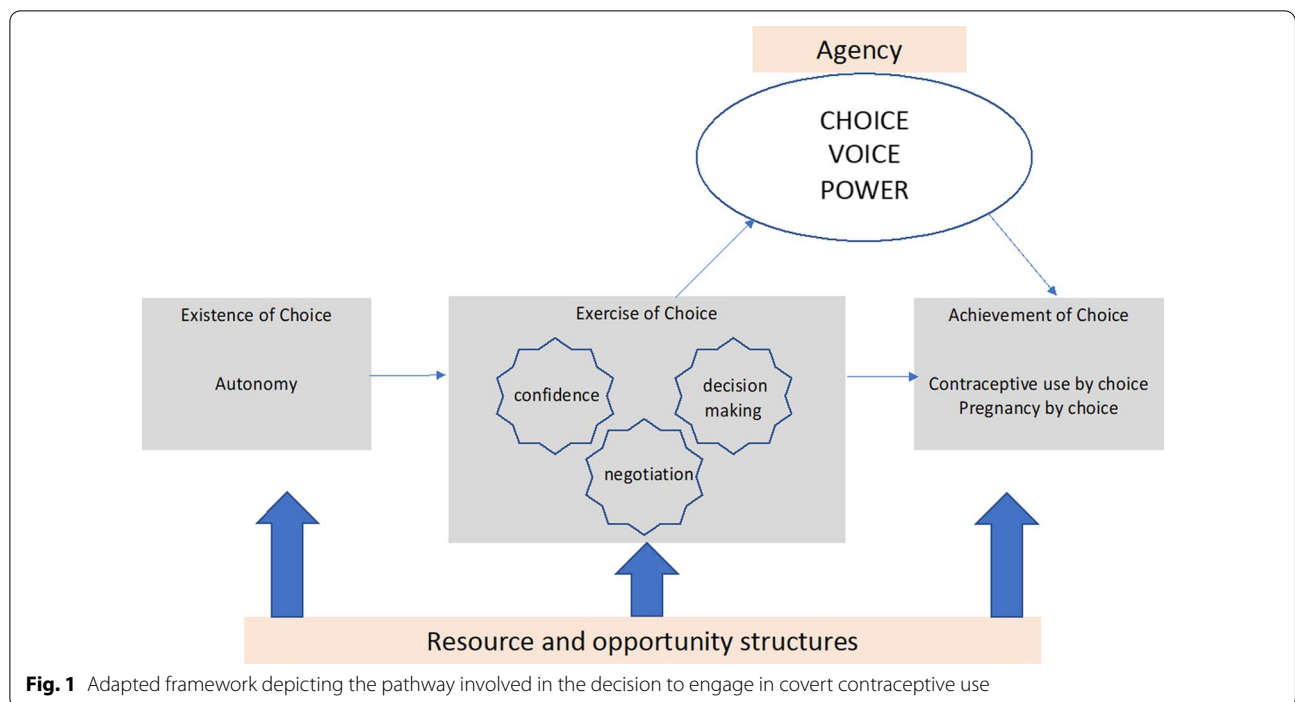 Agency
CHOICE
VOICE
POWER
Existence of Choice
Autonomy
Exercise of Choice
confidence
decision
making
negotiation
Achievement of Choice
Contraceptive use by choice
Pregnancy by choice
Resource and opportunity structures
Fig. 1 Adapted framework depicting the pathway involved in the decision to engage in covert contraceptive use